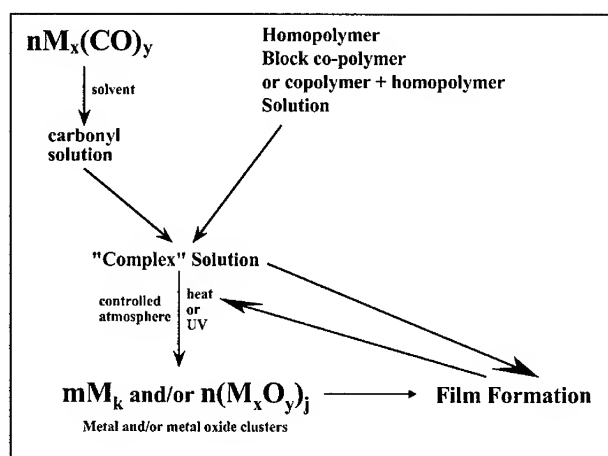 nMₓ(CO)ᵧ
Homopolymer
Block co-polymer
or copolymer + homopolymer
Solution
solvent
carbonyl
solution
"Complex" Solution
controlled
atmosphere
heat
or
UV
mMₖ and/or n(MₓOᵧ)ⱼ
Film Formation
Metal and/or metal oxide clusters